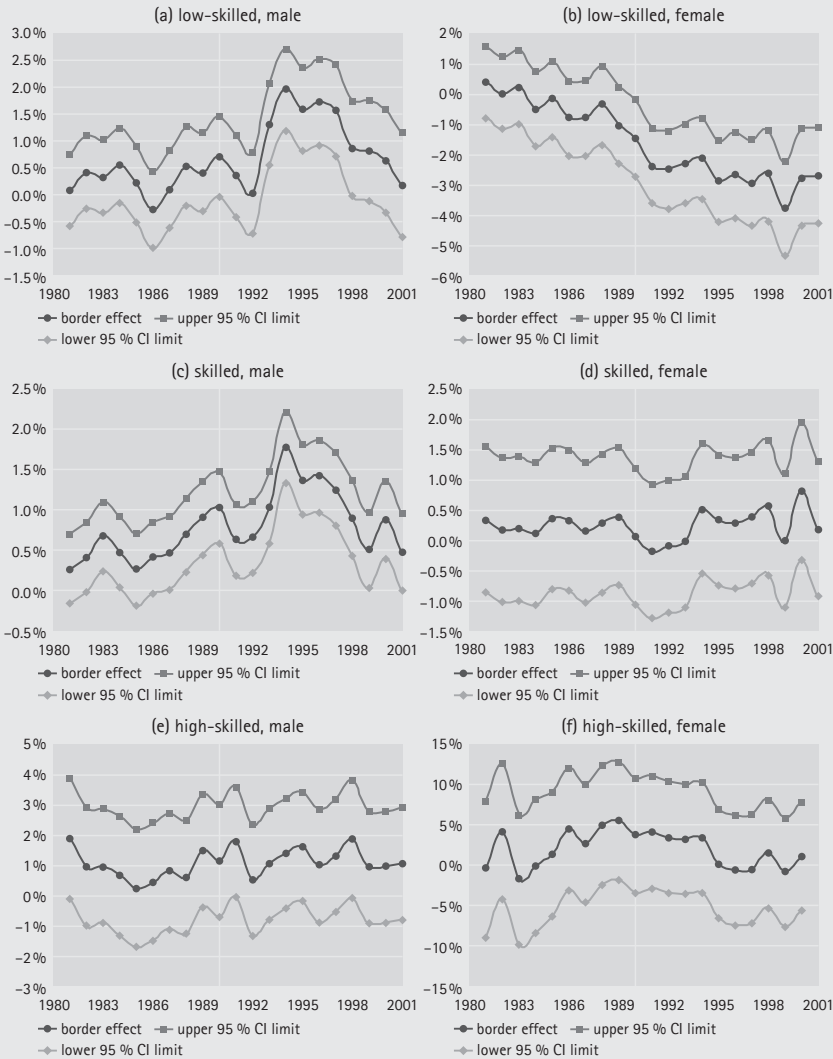 (a) low-skilled, male
3.0 %
2.5 %
2.0 %
1.5 %
1.0 %
0.5 %
0.0 %
–0.5 %
–1.0 %
–1.5 %
1980 1983 1986 1989 1992 1995 1998 2001
border effect upper 95 % CI limit
lower 95 % CI limit
(b) low-skilled, female
2 %
1 %
0 %
–1 %
–2 %
–3 %
–4 %
–5 %
–6 %
1980 1983 1986 1989 1992 1995 1998 2001
border effect upper 95 % CI limit
lower 95 % CI limit
(c) skilled, male
2.5 %
2.0 %
1.5 %
1.0 %
0.5 %
0.0 %
–0.5 %
1980 1983 1986 1989 1992 1995 1998 2001
border effect upper 95 % CI limit
lower 95 % CI limit
(d) skilled, female
2.5 %
2.0 %
1.5 %
1.0 %
0.5 %
0.0 %
–0.5 %
–1.0 %
–1.5 %
1980 1983 1986 1989 1992 1995 1998 2001
border effect upper 95 % CI limit
lower 95 % CI limit
(e) high-skilled, male
5 %
4 %
3 %
2 %
1 %
0 %
–1 %
–2 %
–3 %
1980 1983 1986 1989 1992 1995 1998 2001
border effect upper 95 % CI limit
lower 95 % CI limit
(f) high-skilled, female
15 %
10 %
5 %
0 %
–5 %
–10 %
–15 %
1980 1983 1986 1989 1992 1995 1998 2001
border effect upper 95 % CI limit
lower 95 % CI limit